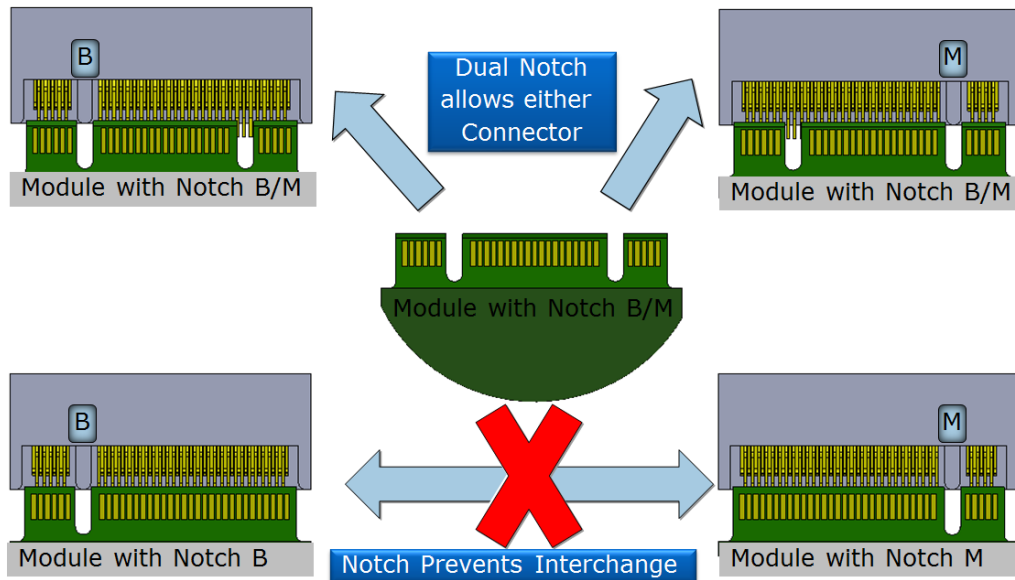 B
Dual Notch
allows either
Connector
M
Module with Notch B/M
Module with Notch B/M
Module with Notch B/M
B
M
Module with Notch B
Notch Prevents Interchange
Module with Notch M